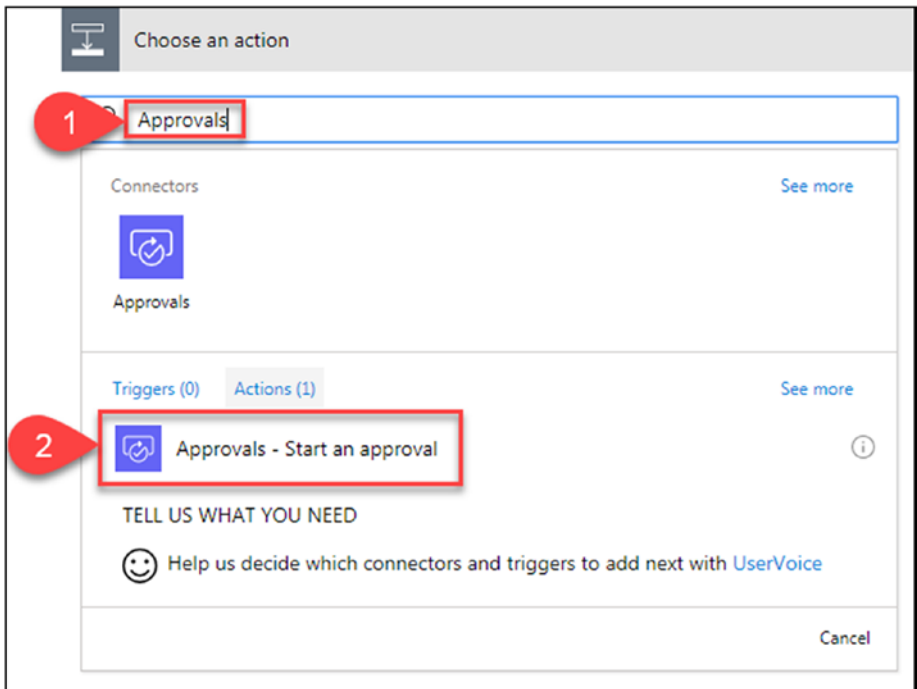 Choose an action
1
Approvals
Connectors
See more
Approvals
Triggers (0)
Actions (1)
See more
2
Approvals - Start an approval
TELL US WHAT YOU NEED
Help us decide which connectors and triggers to add next with UserVoice
Cancel